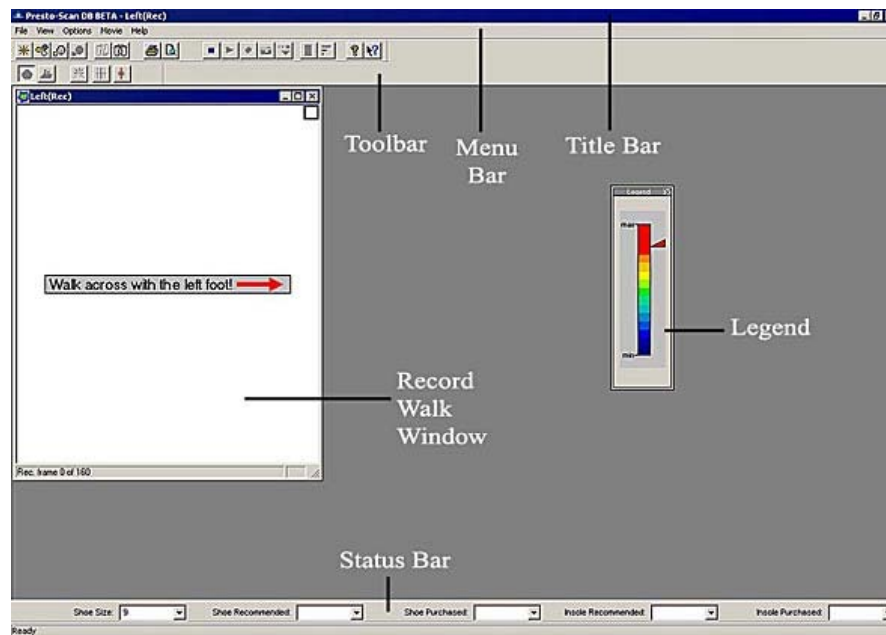 Presto-Scan DB BETA - Left(Rec)
File View Options Movie Help
Left(Rec)
Toolbar
Menu
Bar
Title Bar
Legend
max
Walk across with the left foot!
min
Legend
Record
Walk
Window
Rec. frame 0 of 160
Status Bar
Shoe Size: 9 Shoe Recommended: Shoe Purchased: Insole Recommended: Insole Purchased:
Ready